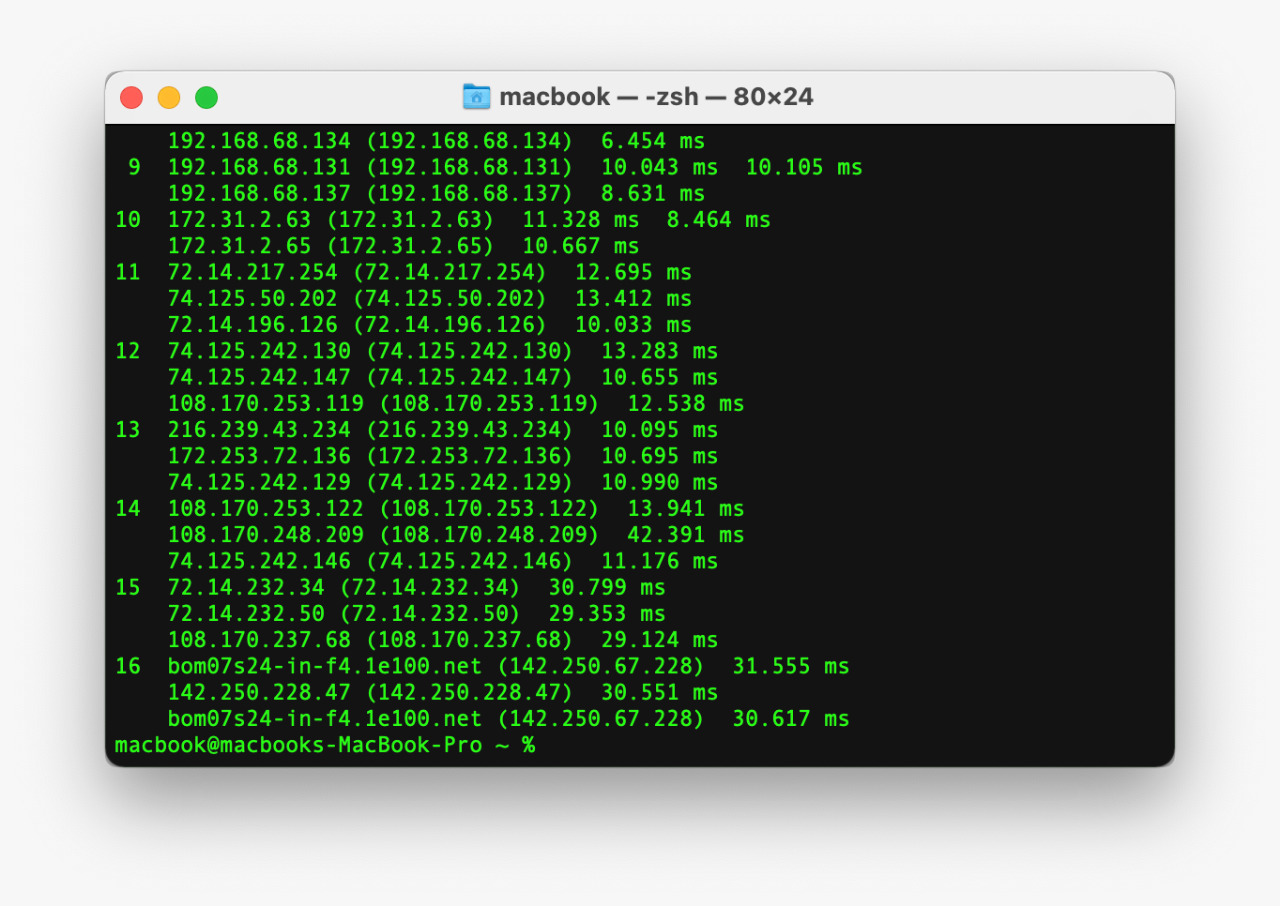 macbook — -zsh — 80×24
192.168.68.134 (192.168.68.134)  6.454 ms
9  192.168.68.131 (192.168.68.131)  10.043 ms  10.105 ms
192.168.68.137 (192.168.68.137)  8.631 ms
10  172.31.2.63 (172.31.2.63)  11.328 ms  8.464 ms
172.31.2.65 (172.31.2.65)  10.667 ms
11  72.14.217.254 (72.14.217.254)  12.695 ms
74.125.50.202 (74.125.50.202)  13.412 ms
72.14.196.126 (72.14.196.126)  10.033 ms
12  74.125.242.130 (74.125.242.130)  13.283 ms
74.125.242.147 (74.125.242.147)  10.655 ms
108.170.253.119 (108.170.253.119)  12.538 ms
13  216.239.43.234 (216.239.43.234)  10.095 ms
172.253.72.136 (172.253.72.136)  10.695 ms
74.125.242.129 (74.125.242.129)  10.990 ms
14  108.170.253.122 (108.170.253.122)  13.941 ms
108.170.248.209 (108.170.248.209)  42.391 ms
74.125.242.146 (74.125.242.146)  11.176 ms
15  72.14.232.34 (72.14.232.34)  30.799 ms
72.14.232.50 (72.14.232.50)  29.353 ms
108.170.237.68 (108.170.237.68)  29.124 ms
16  bom07s24-in-f4.1e100.net (142.250.67.228)  31.555 ms
142.250.228.47 (142.250.228.47)  30.551 ms
bom07s24-in-f4.1e100.net (142.250.67.228)  30.617 ms
macbook@macbooks-MacBook-Pro ~ %